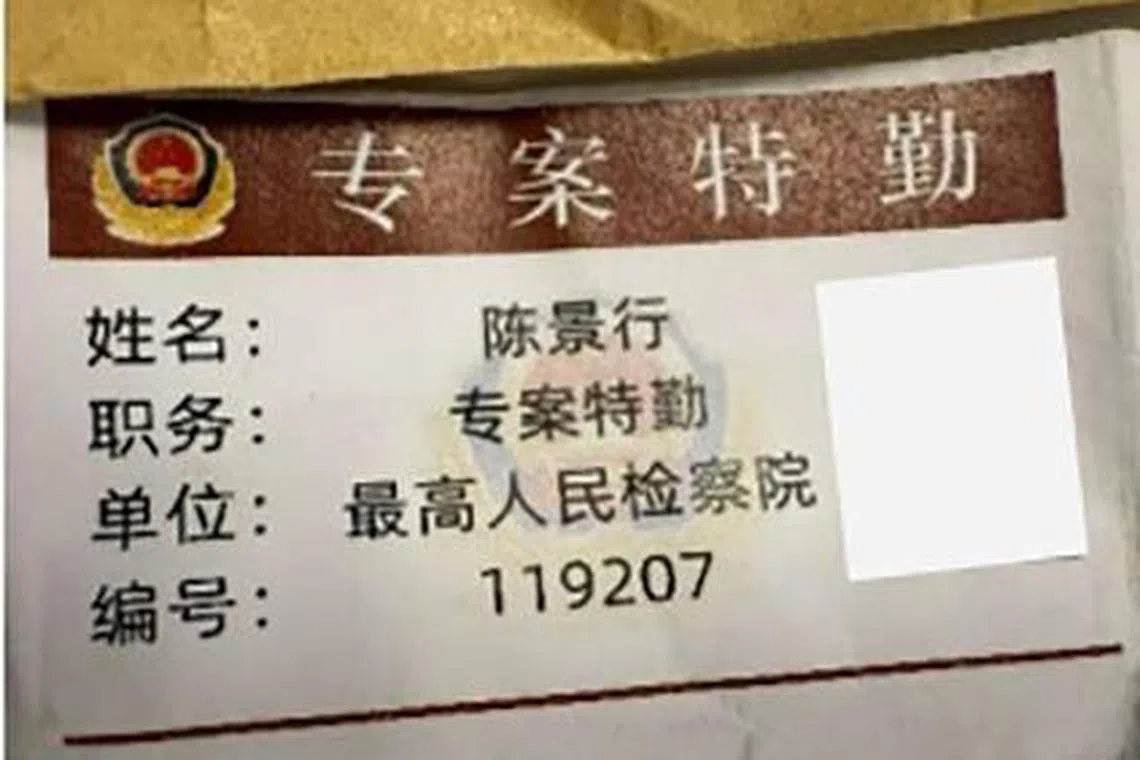 专案特勤
姓名： 陈景行
职务： 专案特勤
单位： 最高人民检察院
编号： 119207